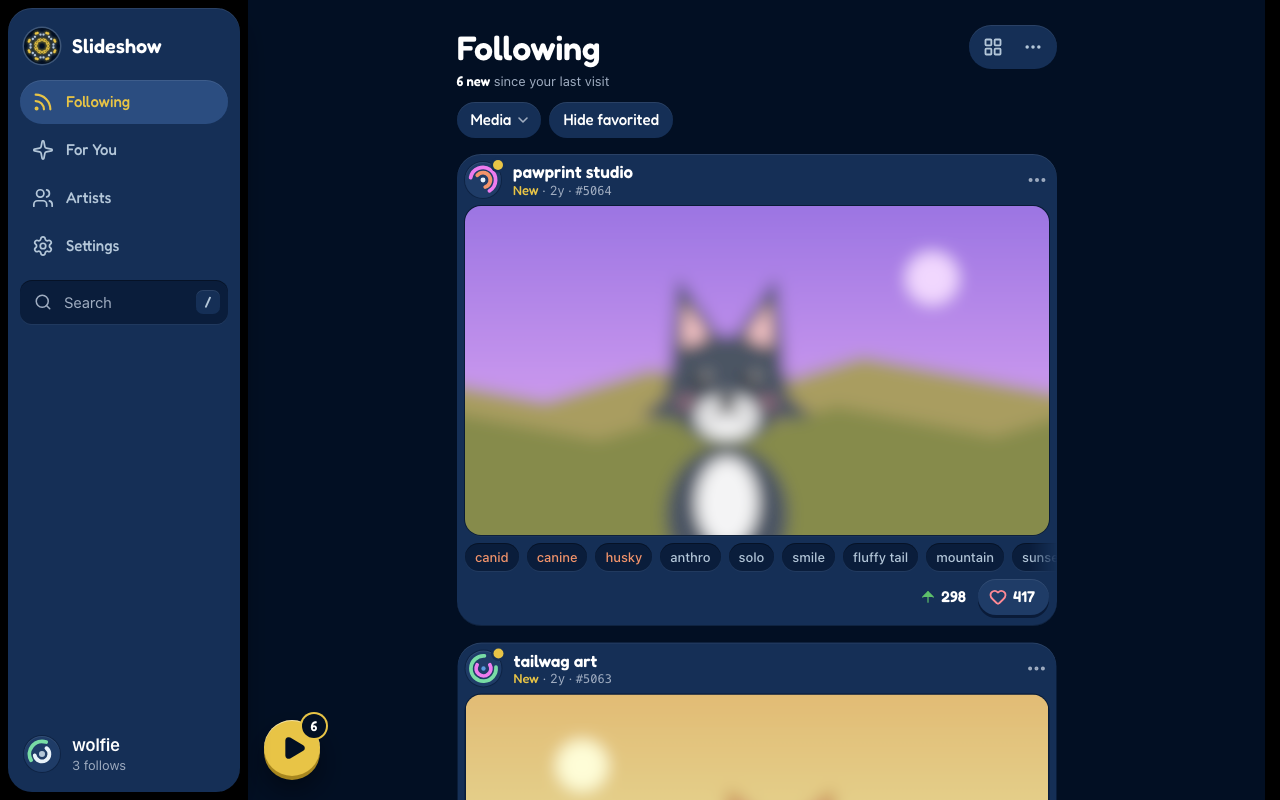 Slideshow
Following
For You
Artists
Settings
Search /
wolfie
3 follows
6
Following
6 new since your last visit
Media
Hide favorited
pawprint studio
New · 2y · #5064
canid canine husky anthro solo smile fluffy tail mountain
298 417
tailwag art
New · 2y · #5063